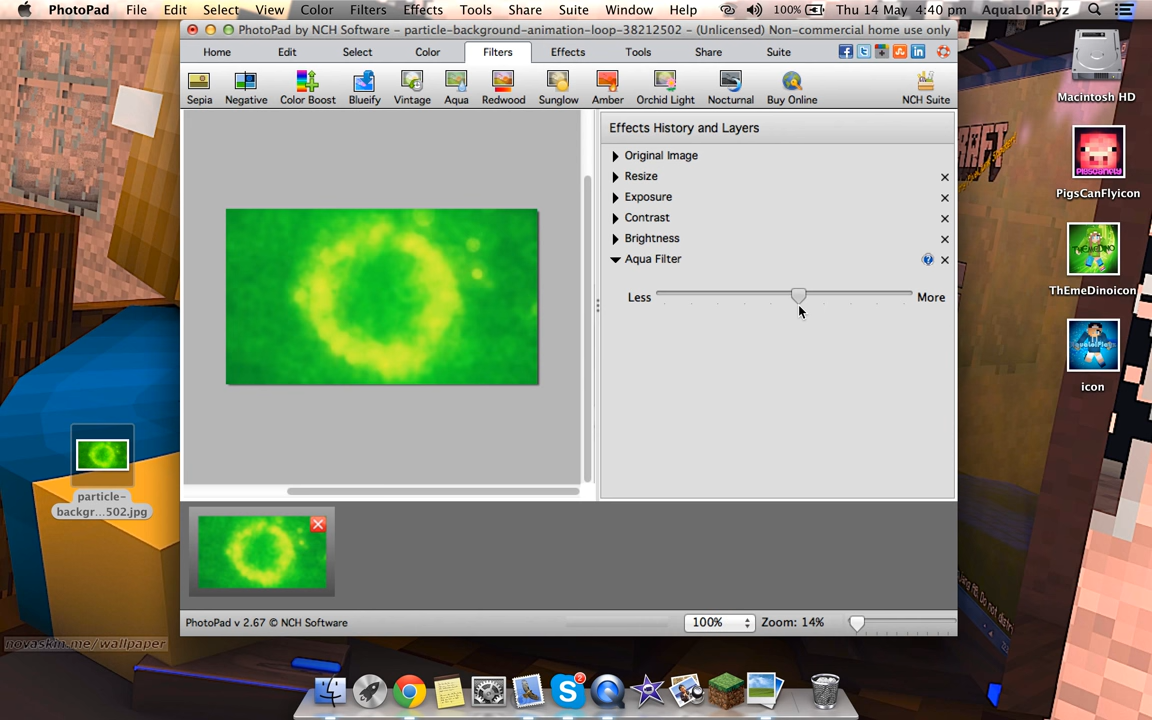 PhotoPad File Edit Select View Image Color Filters Effects Tools Share Suite Window Help 100% Thu 14 May 4:40 pm AquaLolPlayz
PhotoPad by NCH Software - particle-background-animation-loop-38212502 - (Unlicensed) Non-commercial home use only
Home Edit Select Color Filters Effects Tools Share Suite
Sepia Negative Color Boost Blueify Vintage Aqua Redwood Sunglow Amber Orchid Light Nocturnal Buy Online NCH Suite
Effects History and Layers
Original Image
Resize
Exposure
Contrast
Brightness
Aqua Filter
Less More
PhotoPad v 2.67 © NCH Software 100% Zoom: 14%
Macintosh HD
PigsCanFlyicon
ThEmeDinoicon
icon
particle-
backgr...502.jpg
novaskin.me/wallpaper